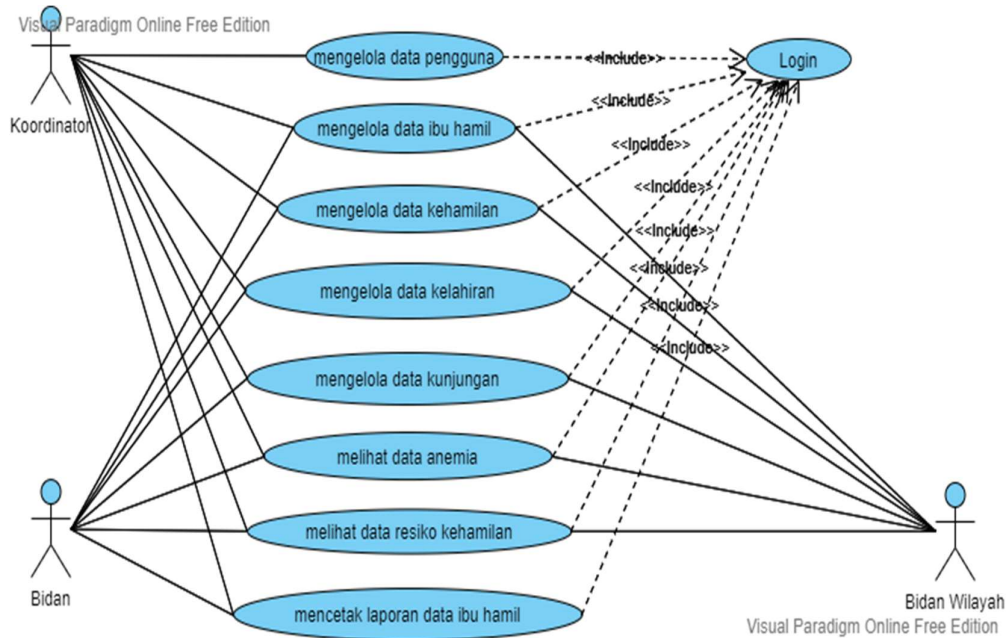 Visual Paradigm Online Free Edition
Koordinator
mengelola data pengguna
<<Include>>
Login
mengelola data ibu hamil
<<Include>>
<<Include>>
mengelola data kehamilan
<<Include>>
<<Include>>
mengelola data kelahiran
<<Include>>
<<Include>>
<<Include>>
mengelola data kunjungan
melihat data anemia
melihat data resiko kehamilan
Bidan
mencetak laporan data ibu hamil
Bidan Wilayah
Visual Paradigm Online Free Edition